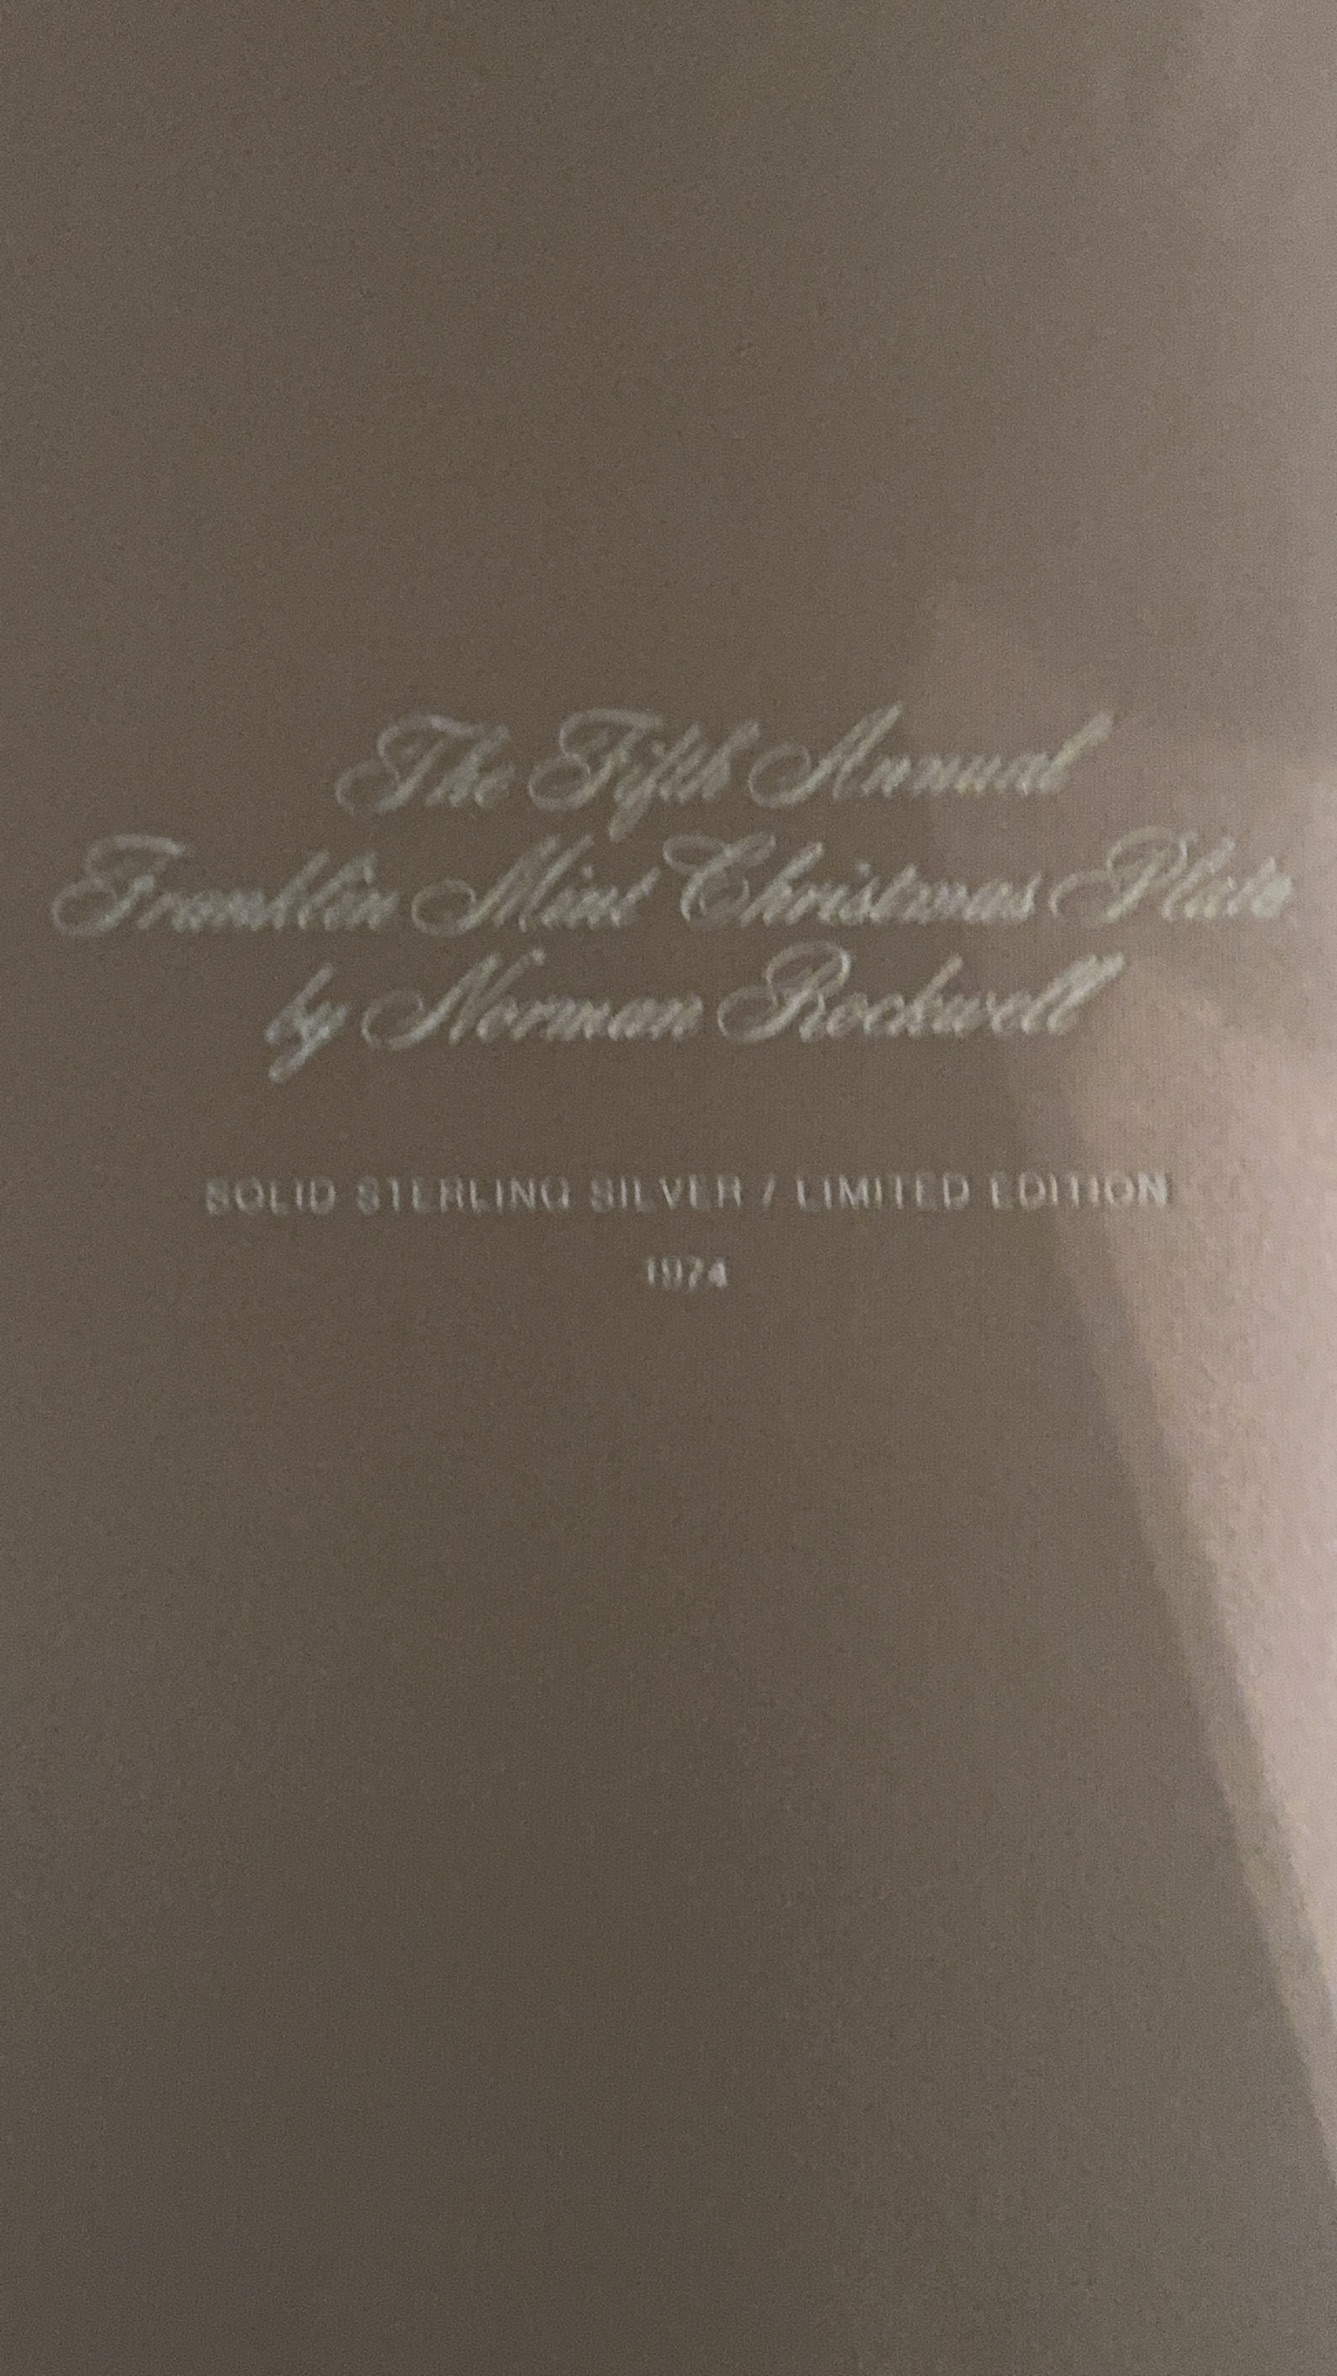 The Fifth Annual
Franklin Mint Christmas Plate
by Norman Rockwell
SOLID STERLING SILVER / LIMITED EDITION
1974